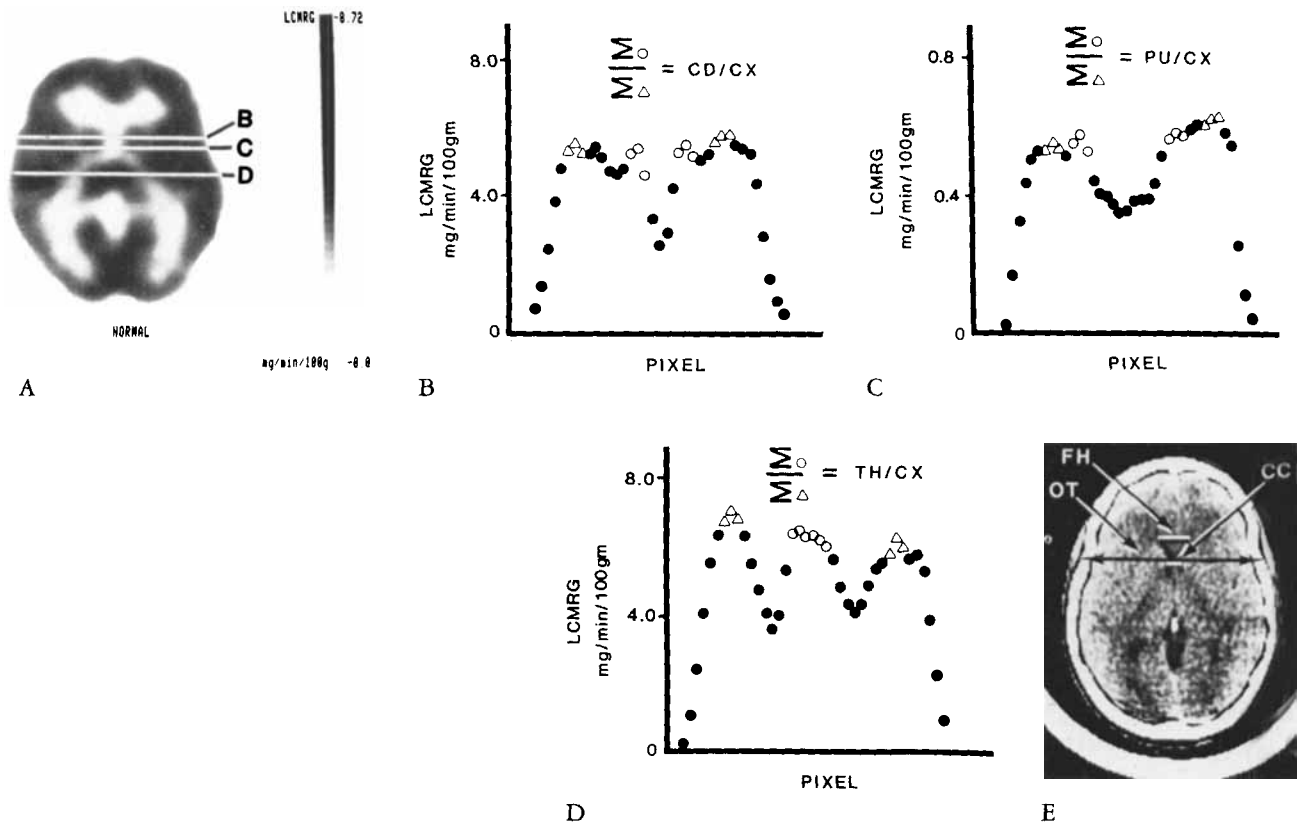 LCMRG -8.72
B
C
D
NORMAL
mg/min/100g -0.0
A
8.0
4.0
0
LCMRG
mg/min/100gm
M○
M△
= CD/CX
PIXEL
B
0.8
0.4
0
LCMRG
mg/min/100gm
M○
M△
= PU/CX
PIXEL
C
8.0
4.0
0
LCMRG
mg/min/100gm
M○
M△
= TH/CX
PIXEL
D
FH
CC
OT
E